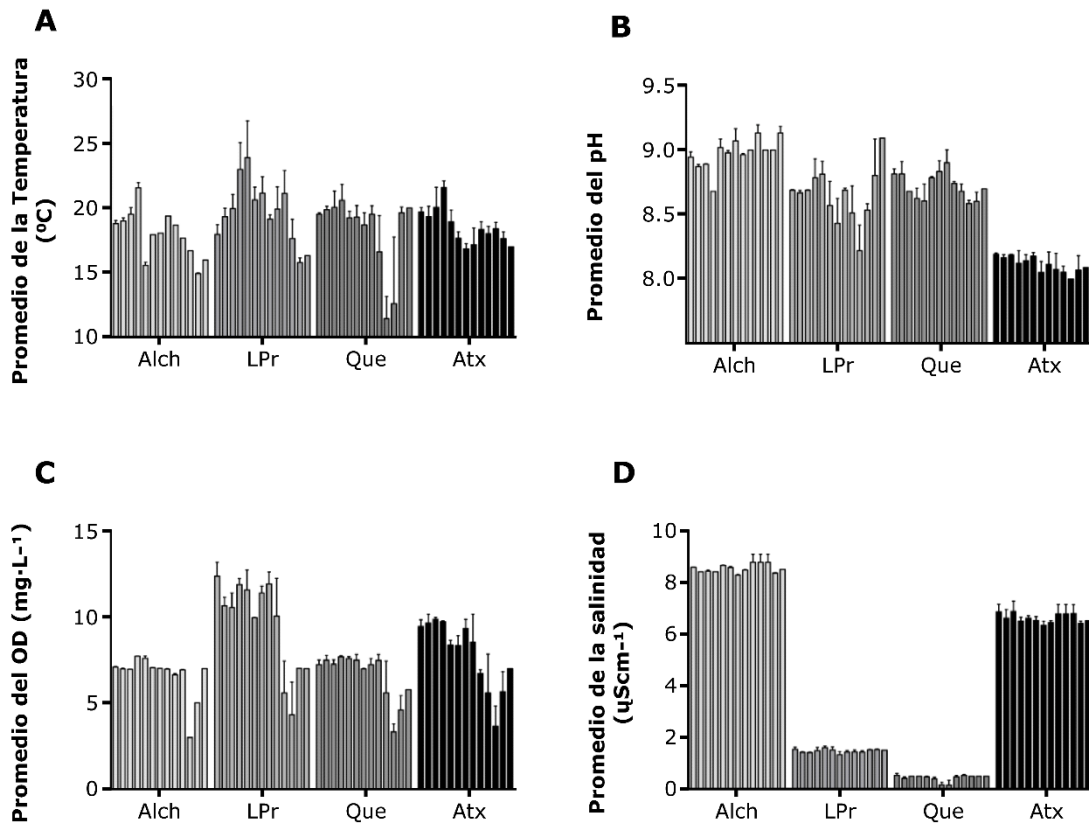 A
Promedio de la Temperatura
(ºC)
30
25
20
15
10
Alch LPr Que Atx
B
Promedio del pH
9.5
9.0
8.5
8.0
Alch LPr Que Atx
C
Promedio del OD (mg·L-¹)
15
10
5
0
Alch LPr Que Atx
D
Promedio de la salinidad
(ɥScm-¹)
10
8
6
4
2
0
Alch LPr Que Atx